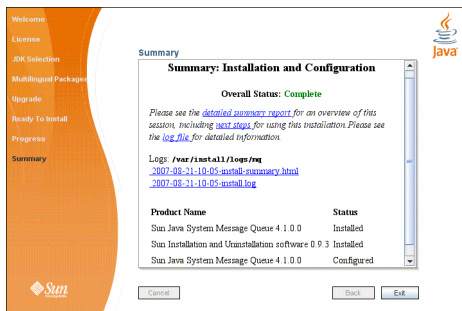 Welcome
License
JDK Selection
Multilingual Packages
Upgrade
Ready To Install
Progress
Summary
Sun
Java
Summary
Summary: Installation and Configuration
Overall Status: Complete
Please see the detailed summary report for an overview of this
session, including next steps for using this installation. Please see
the log file for detailed information.
Logs: /var/install/logs/mq
2007-08-21-10-05-install-summary.html
2007-08-21-10-05-install.log
Product Name Status
Sun Java System Message Queue 4.1.0.0 Installed
Sun Installation and Uninstallation software 0.9.3 Installed
Sun Java System Message Queue 4.1.0.0 Configured
Cancel Back Exit